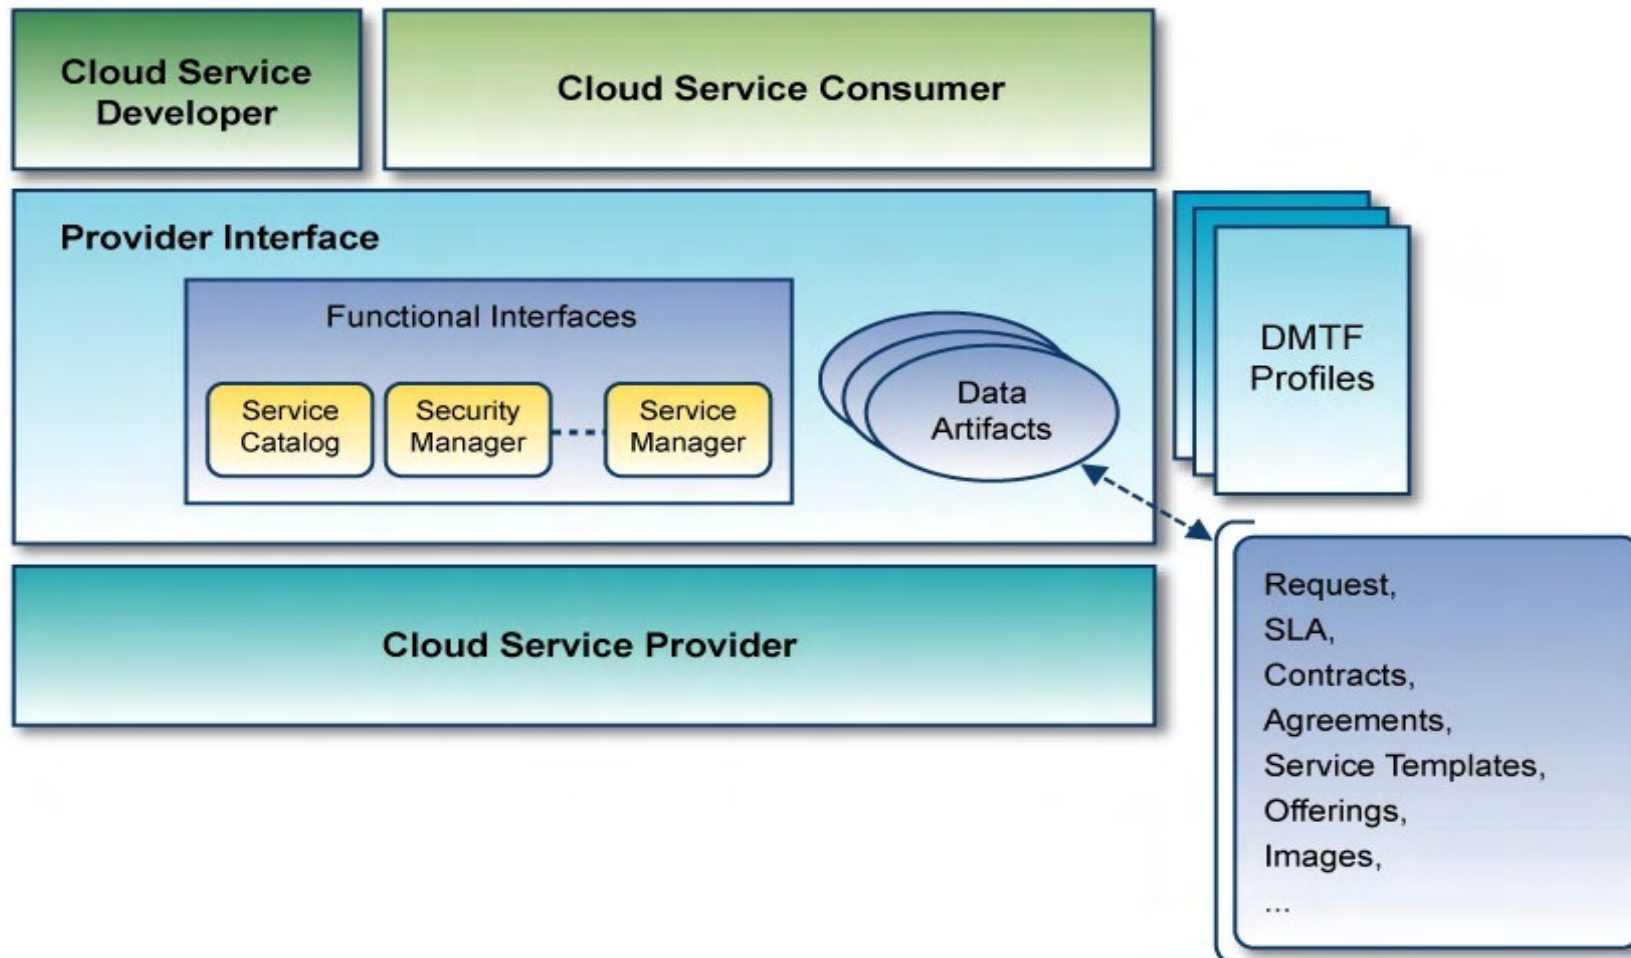 Cloud Service
Developer
Cloud Service Consumer
Provider Interface
Functional Interfaces
Service
Catalog
Security
Manager
Service
Manager
Data
Artifacts
DMTF
Profiles
Cloud Service Provider
Request,
SLA,
Contracts,
Agreements,
Service Templates,
Offerings,
Images,
...